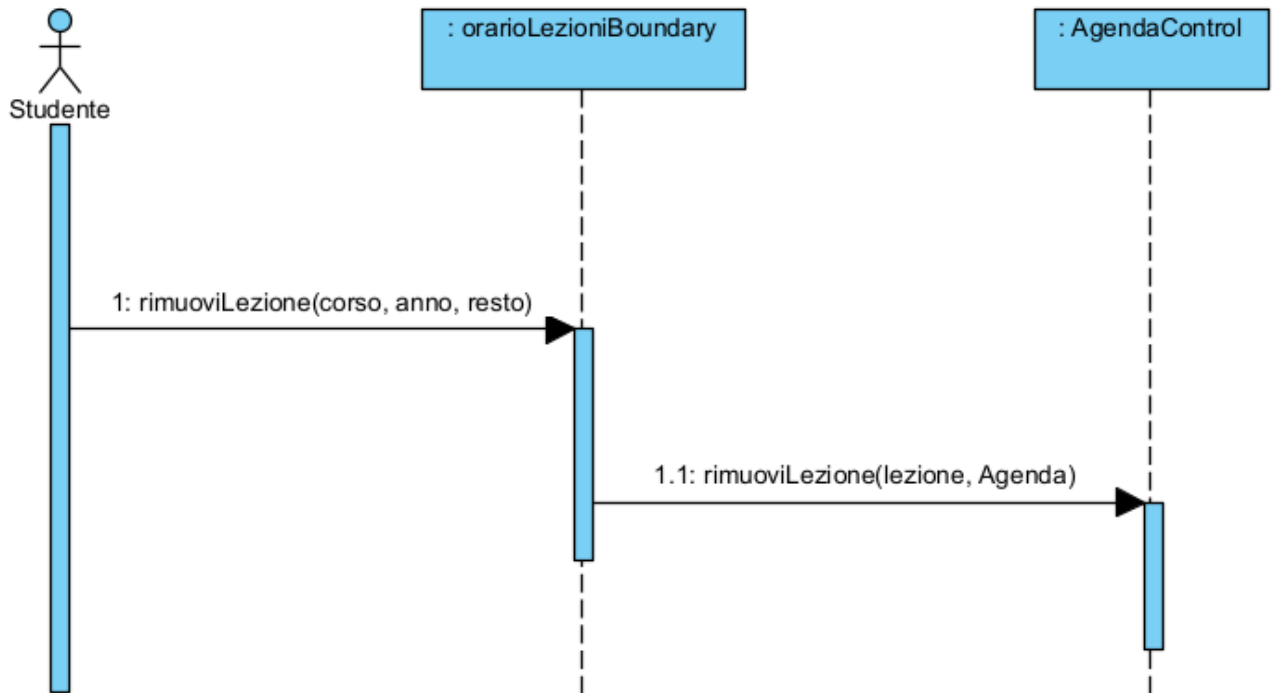 : orarioLezioniBoundary
: AgendaControl
Studente
1: rimuoviLezione(corso, anno, resto)
1.1: rimuoviLezione(lezione, Agenda)